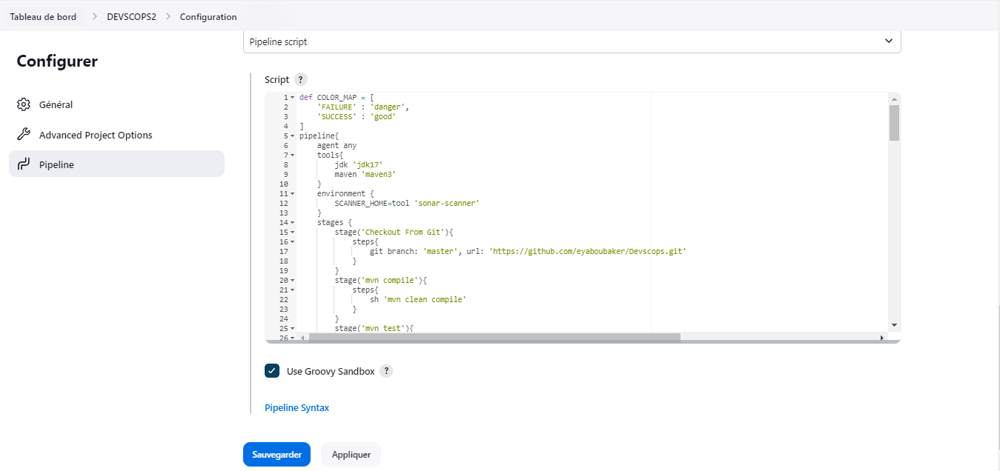 Tableau de bord > DEVSCOPS2 > Configuration
Configurer
Général
Advanced Project Options
Pipeline
Pipeline script
Script ?
1 def COLOR_MAP = [
2     'FAILURE' : 'danger',
3     'SUCCESS' : 'good'
4 ]
5 pipeline{
6     agent any
7     tools{
8         jdk 'jdk17'
9         maven 'maven3'
10     }
11     environment {
12         SCANNER_HOME=tool 'sonar-scanner'
13     }
14     stages {
15         stage('Checkout From Git'){
16             steps{
17                 git branch: 'master', url: 'https://github.com/eyaboubaker/Devscops.git'
18             }
19         }
20         stage('mvn compile'){
21             steps{
22                 sh 'mvn clean compile'
23             }
24         }
25         stage('mvn test'){
26
Use Groovy Sandbox ?
Pipeline Syntax
Sauvegarder
Appliquer